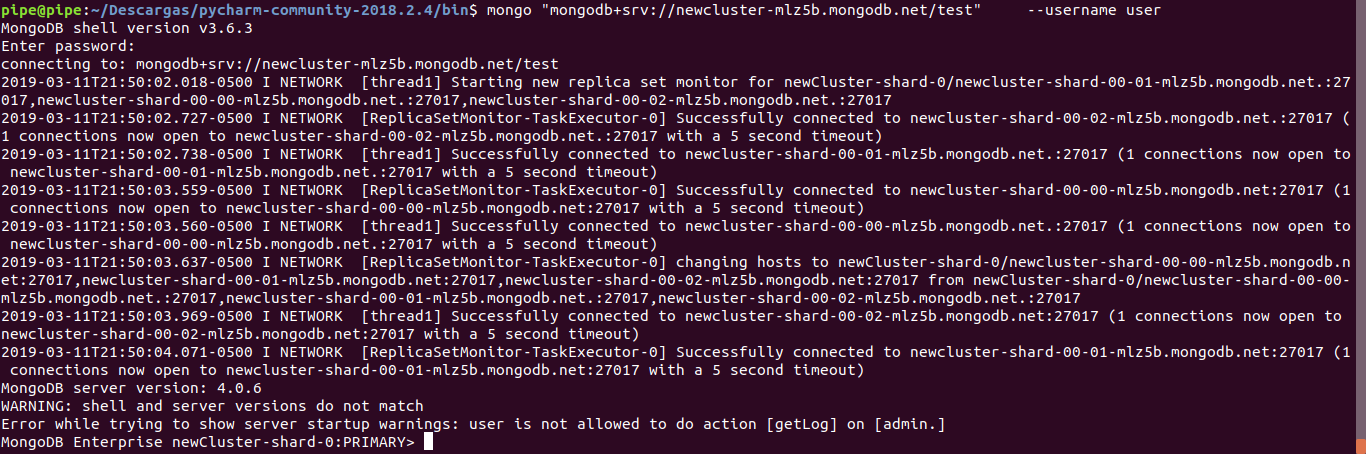 pipe@pipe:~/Descargas/pycharm-community-2018.2.4/bin$ mongo "mongodb+srv://newcluster-mlz5b.mongodb.net/test"     --username user
MongoDB shell version v3.6.3
Enter password:
connecting to: mongodb+srv://newcluster-mlz5b.mongodb.net/test
2019-03-11T21:50:02.018-0500 I NETWORK  [thread1] Starting new replica set monitor for newCluster-shard-0/newcluster-shard-00-01-mlz5b.mongodb.net.:27
017,newcluster-shard-00-00-mlz5b.mongodb.net.:27017,newcluster-shard-00-02-mlz5b.mongodb.net.:27017
2019-03-11T21:50:02.727-0500 I NETWORK  [ReplicaSetMonitor-TaskExecutor-0] Successfully connected to newcluster-shard-00-02-mlz5b.mongodb.net.:27017 (
1 connections now open to newcluster-shard-00-02-mlz5b.mongodb.net.:27017 with a 5 second timeout)
2019-03-11T21:50:02.738-0500 I NETWORK  [thread1] Successfully connected to newcluster-shard-00-01-mlz5b.mongodb.net.:27017 (1 connections now open to
 newcluster-shard-00-01-mlz5b.mongodb.net.:27017 with a 5 second timeout)
2019-03-11T21:50:03.559-0500 I NETWORK  [ReplicaSetMonitor-TaskExecutor-0] Successfully connected to newcluster-shard-00-00-mlz5b.mongodb.net:27017 (1
 connections now open to newcluster-shard-00-00-mlz5b.mongodb.net:27017 with a 5 second timeout)
2019-03-11T21:50:03.560-0500 I NETWORK  [thread1] Successfully connected to newcluster-shard-00-00-mlz5b.mongodb.net.:27017 (1 connections now open to
 newcluster-shard-00-00-mlz5b.mongodb.net.:27017 with a 5 second timeout)
2019-03-11T21:50:03.637-0500 I NETWORK  [ReplicaSetMonitor-TaskExecutor-0] changing hosts to newCluster-shard-0/newcluster-shard-00-00-mlz5b.mongodb.n
et:27017,newcluster-shard-00-01-mlz5b.mongodb.net:27017,newcluster-shard-00-02-mlz5b.mongodb.net:27017 from newCluster-shard-0/newcluster-shard-00-00-
mlz5b.mongodb.net.:27017,newcluster-shard-00-01-mlz5b.mongodb.net.:27017,newcluster-shard-00-02-mlz5b.mongodb.net.:27017
2019-03-11T21:50:03.969-0500 I NETWORK  [thread1] Successfully connected to newcluster-shard-00-02-mlz5b.mongodb.net:27017 (1 connections now open to
newcluster-shard-00-02-mlz5b.mongodb.net:27017 with a 5 second timeout)
2019-03-11T21:50:04.071-0500 I NETWORK  [ReplicaSetMonitor-TaskExecutor-0] Successfully connected to newcluster-shard-00-01-mlz5b.mongodb.net:27017 (1
 connections now open to newcluster-shard-00-01-mlz5b.mongodb.net:27017 with a 5 second timeout)
MongoDB server version: 4.0.6
WARNING: shell and server versions do not match
Error while trying to show server startup warnings: user is not allowed to do action [getLog] on [admin.]
MongoDB Enterprise newCluster-shard-0:PRIMARY>